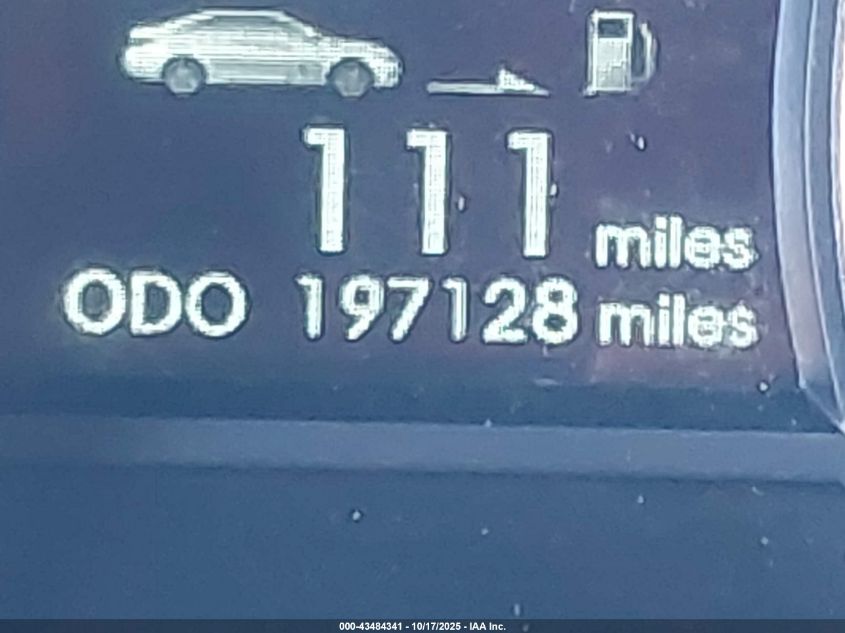 111 miles
ODO 197128 miles
000-43484341 - 10/17/2025 - IAA Inc.